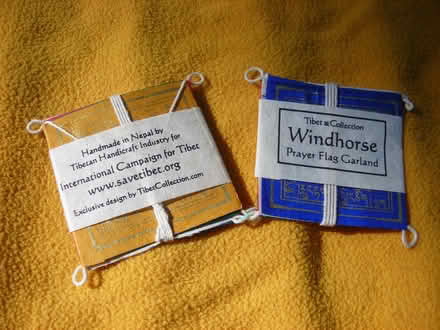 Handmade in Nepal by
Tibetan Handicraft Industry for
International Campaign for Tibet
www.savetibet.org
Exclusive design by TibetCollection.com
Tibet Collection
Windhorse
Prayer Flag Garland